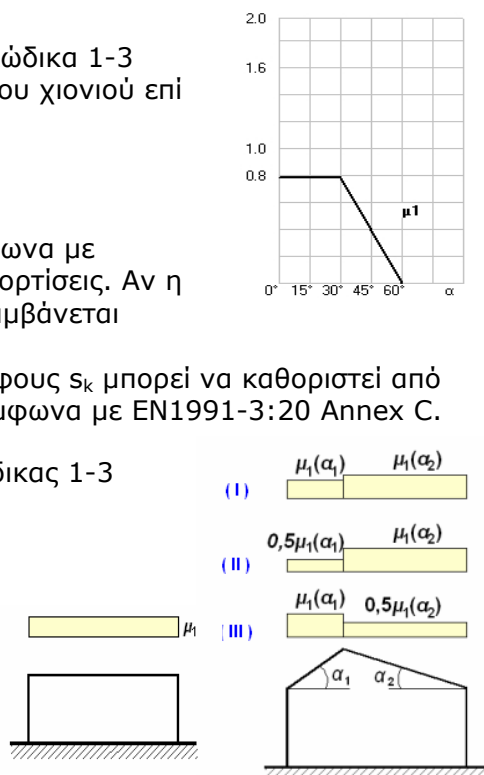 2.0
ώδικα 1-3
1.6
ου χιονιού επί
1.0
0.8
μ1
ωνα με
0° 15° 30° 45° 60° α
ορτίσεις. Αν η
αμβάνεται
φους sk μπορεί να καθοριστεί από
μφωνα με EN1991-3:20 Annex C.
δικας 1-3
μ1(α1) μ1(α2)
( I )
0,5μ1(α1) μ1(α2)
( II )
μ1(α1) 0,5μ1(α2)
μ1 ( III )
α1 α2